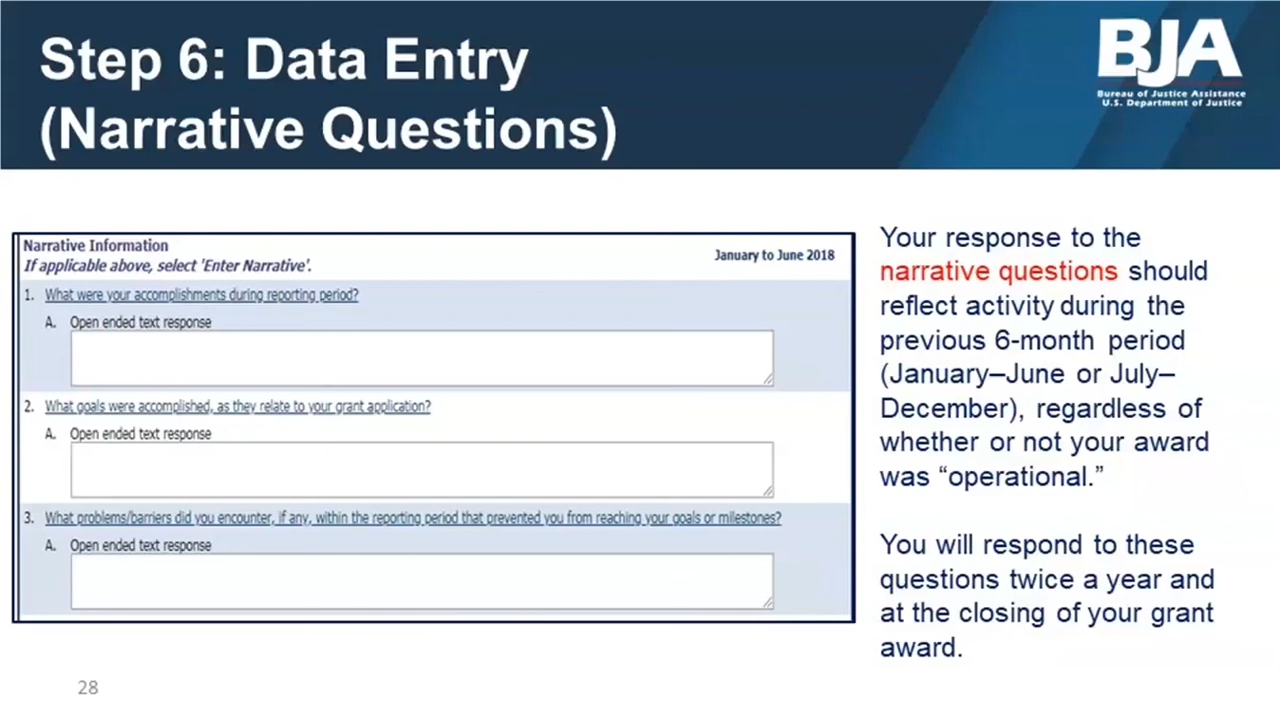 Step 6: Data Entry
(Narrative Questions)
BJA
Bureau of Justice Assistance
U.S. Department of Justice
Narrative Information
If applicable above, select 'Enter Narrative'.
January to June 2018
1. What were your accomplishments during reporting period?
A. Open ended text response
2. What goals were accomplished, as they relate to your grant application?
A. Open ended text response
3. What problems/barriers did you encounter, if any, within the reporting period that prevented you from reaching your goals or milestones?
A. Open ended text response
Your response to the
narrative questions should
reflect activity during the
previous 6-month period
(January–June or July–
December), regardless of
whether or not your award
was “operational.”
You will respond to these
questions twice a year and
at the closing of your grant
award.
28